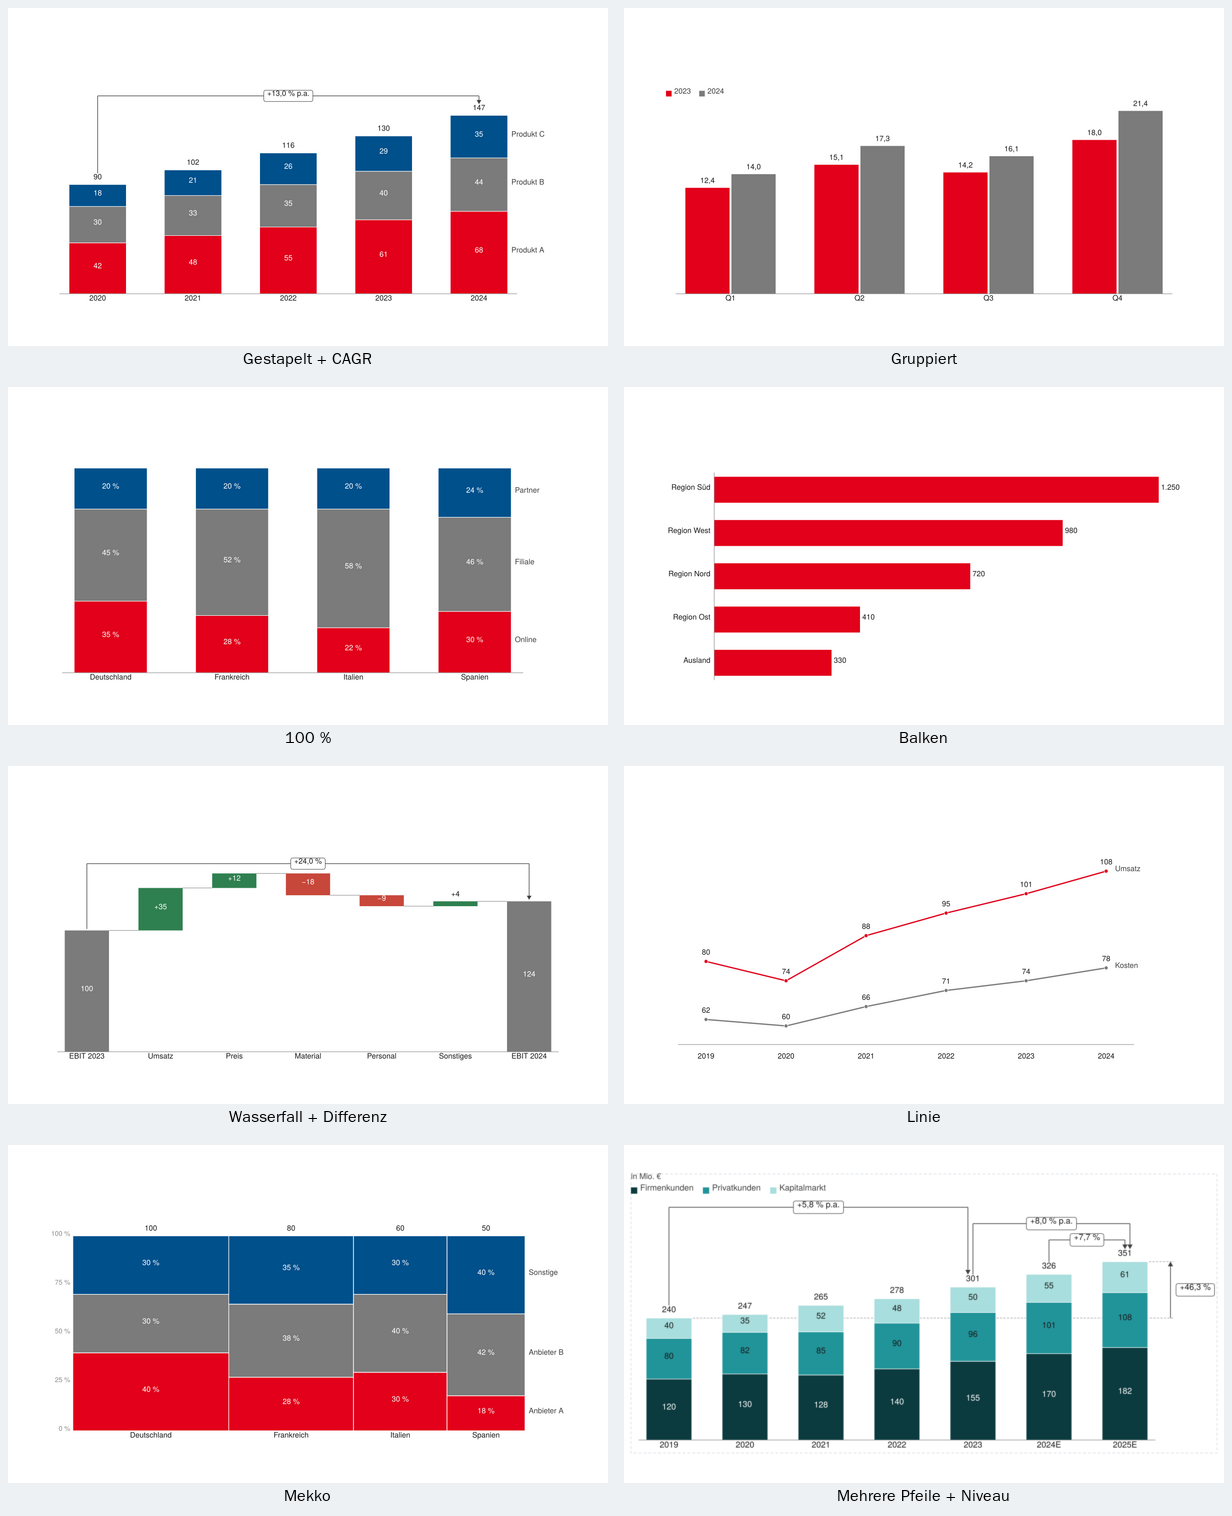 +13,0 % p.a.
90 102 116 130 147
18 21 26 29 35 Produkt C
30 33 35 40 44 Produkt B
42 48 55 61 68 Produkt A
2020 2021 2022 2023 2024
Gestapelt + CAGR
2023 2024
12,4 14,0 15,1 17,3 14,2 16,1 18,0 21,4
Q1 Q2 Q3 Q4
Gruppiert
20 % 20 % 20 % 24 % Partner
45 % 52 % 58 % 46 % Filiale
35 % 28 % 22 % 30 % Online
Deutschland Frankreich Italien Spanien
100 %
Region Süd 1.250
Region West 980
Region Nord 720
Region Ost 410
Ausland 330
Balken
+24,0 %
100 +35 +12 −18 −9 +4 124
EBIT 2023 Umsatz Preis Material Personal Sonstiges EBIT 2024
Wasserfall + Differenz
80 74 88 95 101 108 Umsatz
62 60 66 71 74 78 Kosten
2019 2020 2021 2022 2023 2024
Linie
100 80 60 50
100 %
75 %
50 %
25 %
0 %
30 % 35 % 30 % 40 % Sonstige
30 % 38 % 40 % 42 % Anbieter B
40 % 28 % 30 % 18 % Anbieter A
Deutschland Frankreich Italien Spanien
Mekko
in Mio. €
Firmenkunden Privatkunden Kapitalmarkt
+5,8 % p.a.
+8,0 % p.a.
+7,7 %
+46,3 %
240 247 265 278 301 326 351
40 35 52 48 50 55 61
80 82 85 90 96 101 108
120 130 128 140 155 170 182
2019 2020 2021 2022 2023 2024E 2025E
Mehrere Pfeile + Niveau